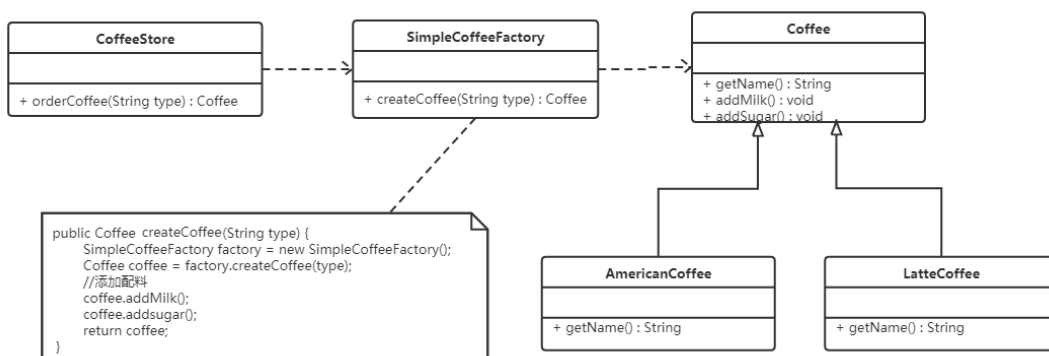 CoffeeStore
+ orderCoffee(String type) : Coffee
SimpleCoffeeFactory
+ createCoffee(String type) : Coffee
Coffee
+ getName() : String
+ addMilk() : void
+ addSugar() : void
public Coffee createCoffee(String type) {
SimpleCoffeeFactory factory = new SimpleCoffeeFactory();
Coffee coffee = factory.createCoffee(type);
//添加配料
coffee.addMilk();
coffee.addsugar();
return coffee;
}
AmericanCoffee
+ getName() : String
LatteCoffee
+ getName() : String